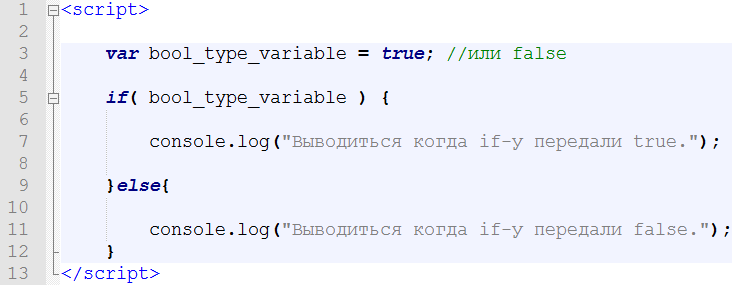 1 <script>
2
3 var bool_type_variable = true; //или false
4
5 if( bool_type_variable ) {
6
7 console.log("Выводиться когда if-у передали true.");
8
9 }else{
10
11 console.log("Выводиться когда if-у передали false.");
12 }
13 </script>